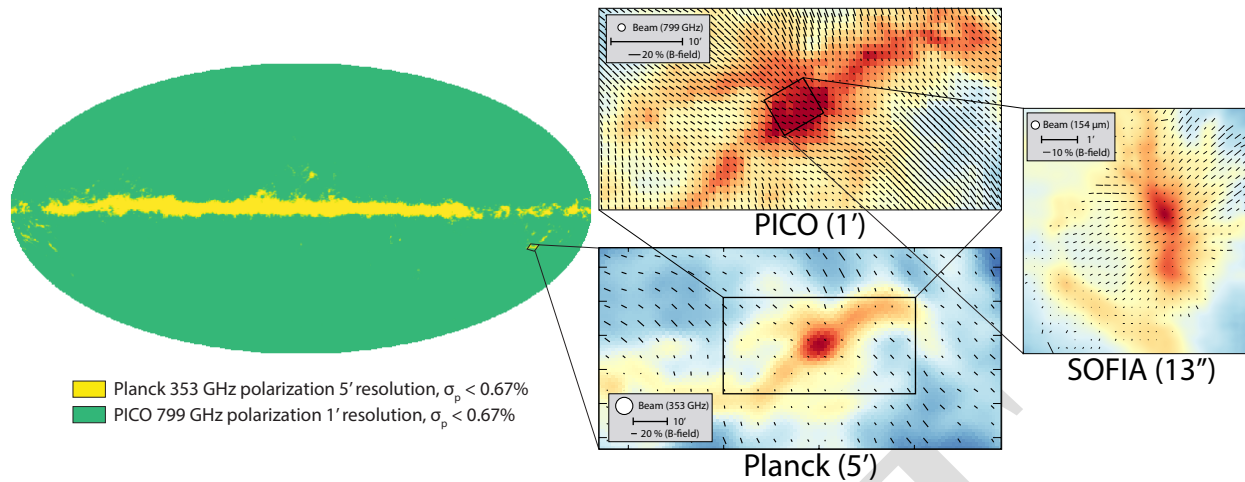 Beam (799 GHz)
10′
20 % (B-field)
PICO (1′)
Beam (154 μm)
1′
10 % (B-field)
SOFIA (13″)
Beam (353 GHz)
10′
20 % (B-field)
Planck (5′)
Planck 353 GHz polarization 5′ resolution, σp < 0.67%
PICO 799 GHz polarization 1′ resolution, σp < 0.67%